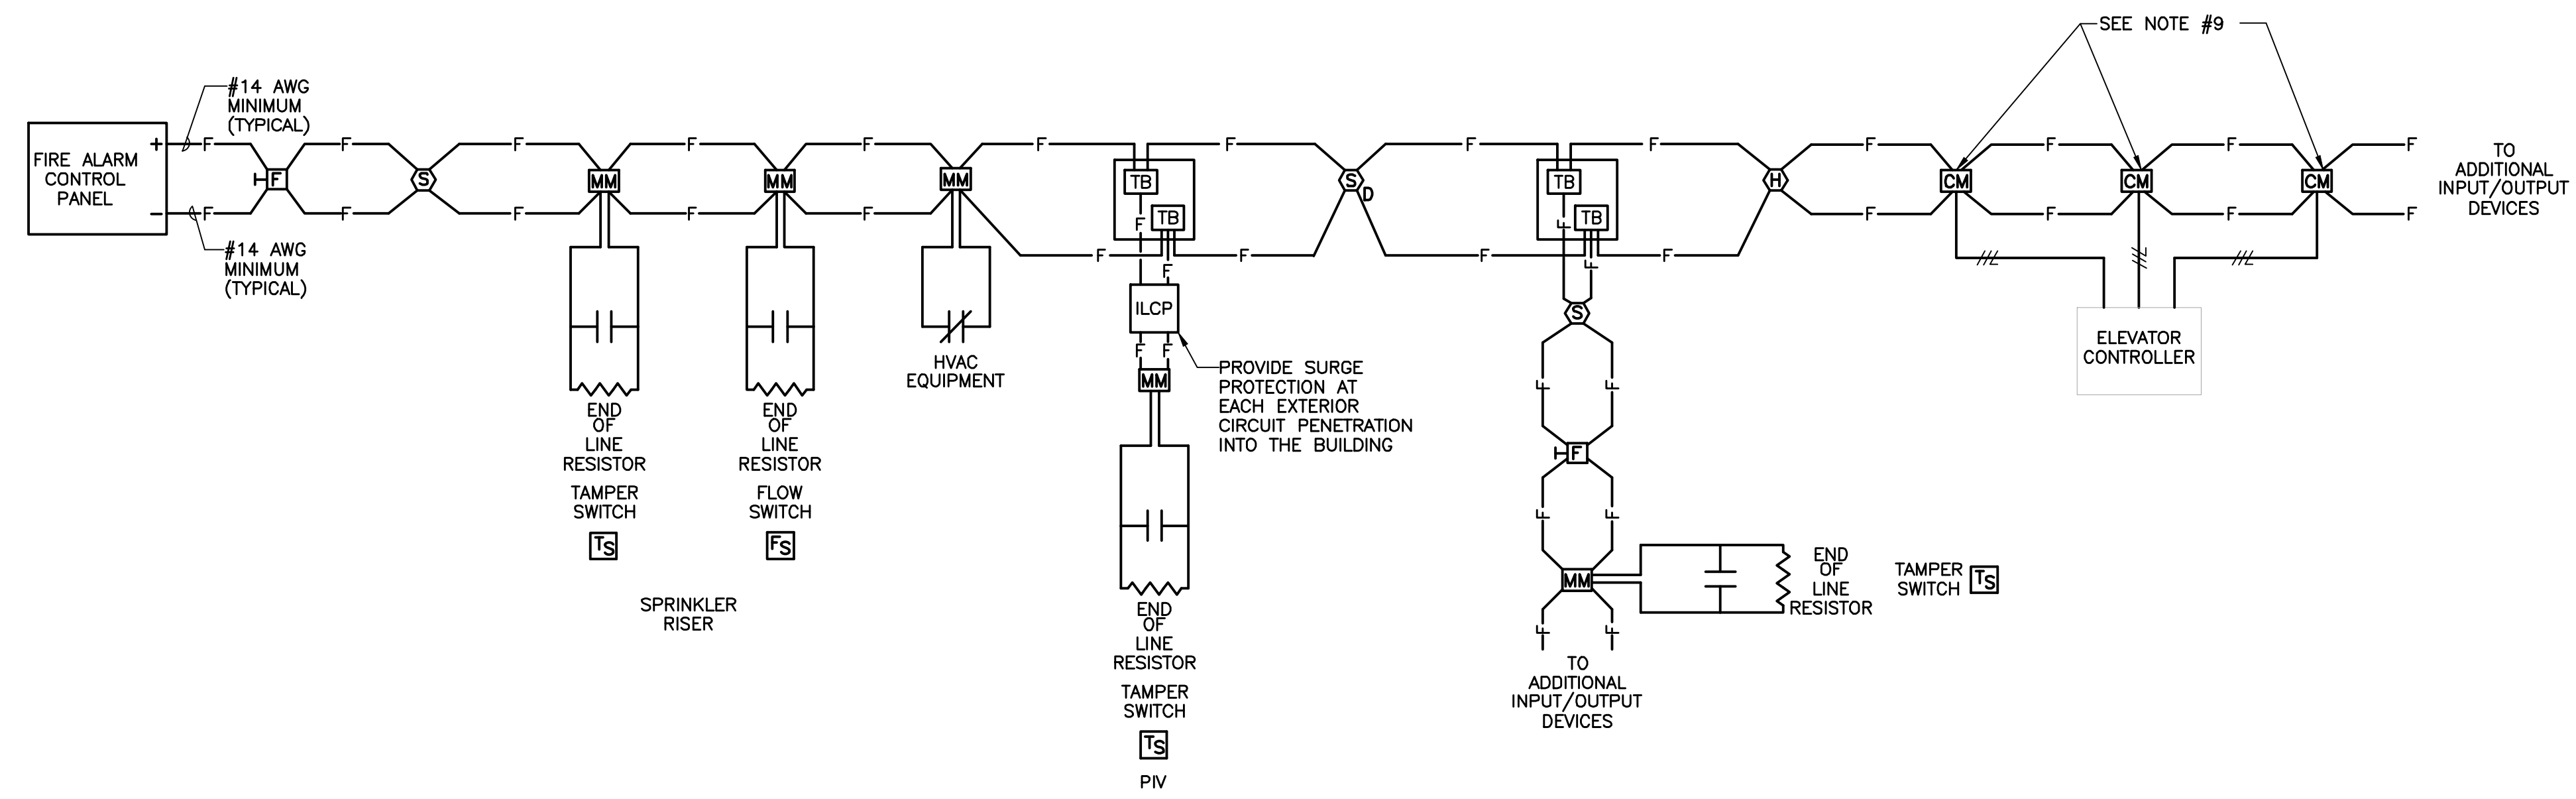 SEE NOTE #9
#14 AWG
MINIMUM
(TYPICAL)
FIRE ALARM
CONTROL
PANEL
+
−
#14 AWG
MINIMUM
(TYPICAL)
F F F F F F F F F F F F
F F F F F F F F F F F F
F
S
MM
MM
MM
TB
TB
F
F
S
D
TB
TB
F
F
H
CM
CM
CM
TO
ADDITIONAL
INPUT/OUTPUT
DEVICES
END
OF
LINE
RESISTOR
TAMPER
SWITCH
TS
END
OF
LINE
RESISTOR
FLOW
SWITCH
FS
SPRINKLER
RISER
HVAC
EQUIPMENT
ILCP
F F
MM
PROVIDE SURGE
PROTECTION AT
EACH EXTERIOR
CIRCUIT PENETRATION
INTO THE BUILDING
END
OF
LINE
RESISTOR
TAMPER
SWITCH
TS
PIV
S
F F
F
F F
MM
F F
TO
ADDITIONAL
INPUT/OUTPUT
DEVICES
END
OF
LINE
RESISTOR
TAMPER
SWITCH
TS
ELEVATOR
CONTROLLER